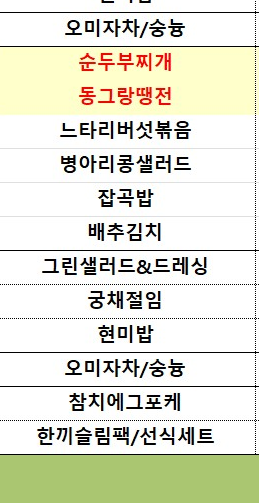 오미자차/숭늉
순두부찌개
동그랑땡전
느타리버섯볶음
병아리콩샐러드
잡곡밥
배추김치
그린샐러드&드레싱
궁채절임
현미밥
오미자차/숭늉
참치에그포케
한끼슬림팩/선식세트